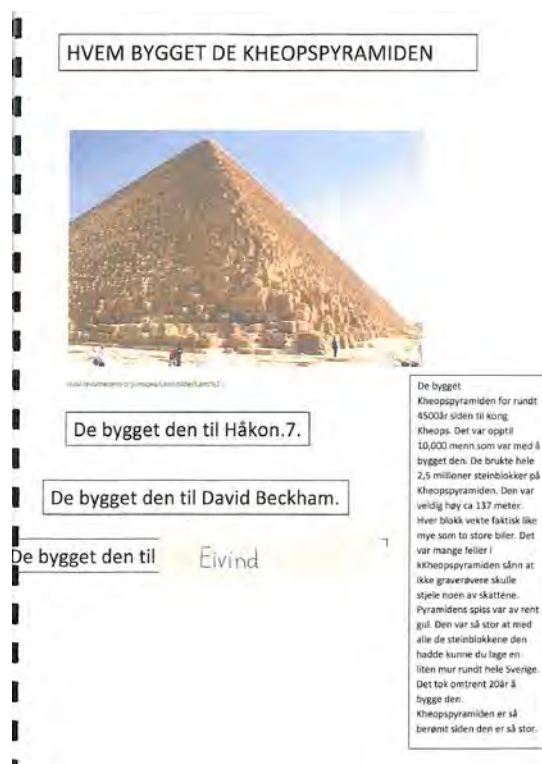 HVEM BYGGET DE KHEOPSPYRAMIDEN
De bygget den til Håkon.7.
De bygget den til David Beckham.
De bygget den til Eivind
De bygget
Kheopspyramiden for rundt
4500år siden til kong
Kheops. Det var opptil
10,000 menn som var med å
bygget den. De brukte hele
2,5 millioner steinblokker på
Kheopspyramiden. Den var
veldig høy ca 137 meter.
Hver blokk vekte faktisk like
mye som to store biler. Det
var mange feller i
kKheopspyramiden sånn at
ikke graverøvere skulle
stjele noen av skattene.
Pyramidens spiss var av rent
gul. Den var så stor at med
alle de steinblokkene den
hadde kunne du lage en
liten mur rundt hele Sverige.
Det tok omtrent 20år å
bygge den.
Kheopspyramiden er så
berømt siden den er så stor.